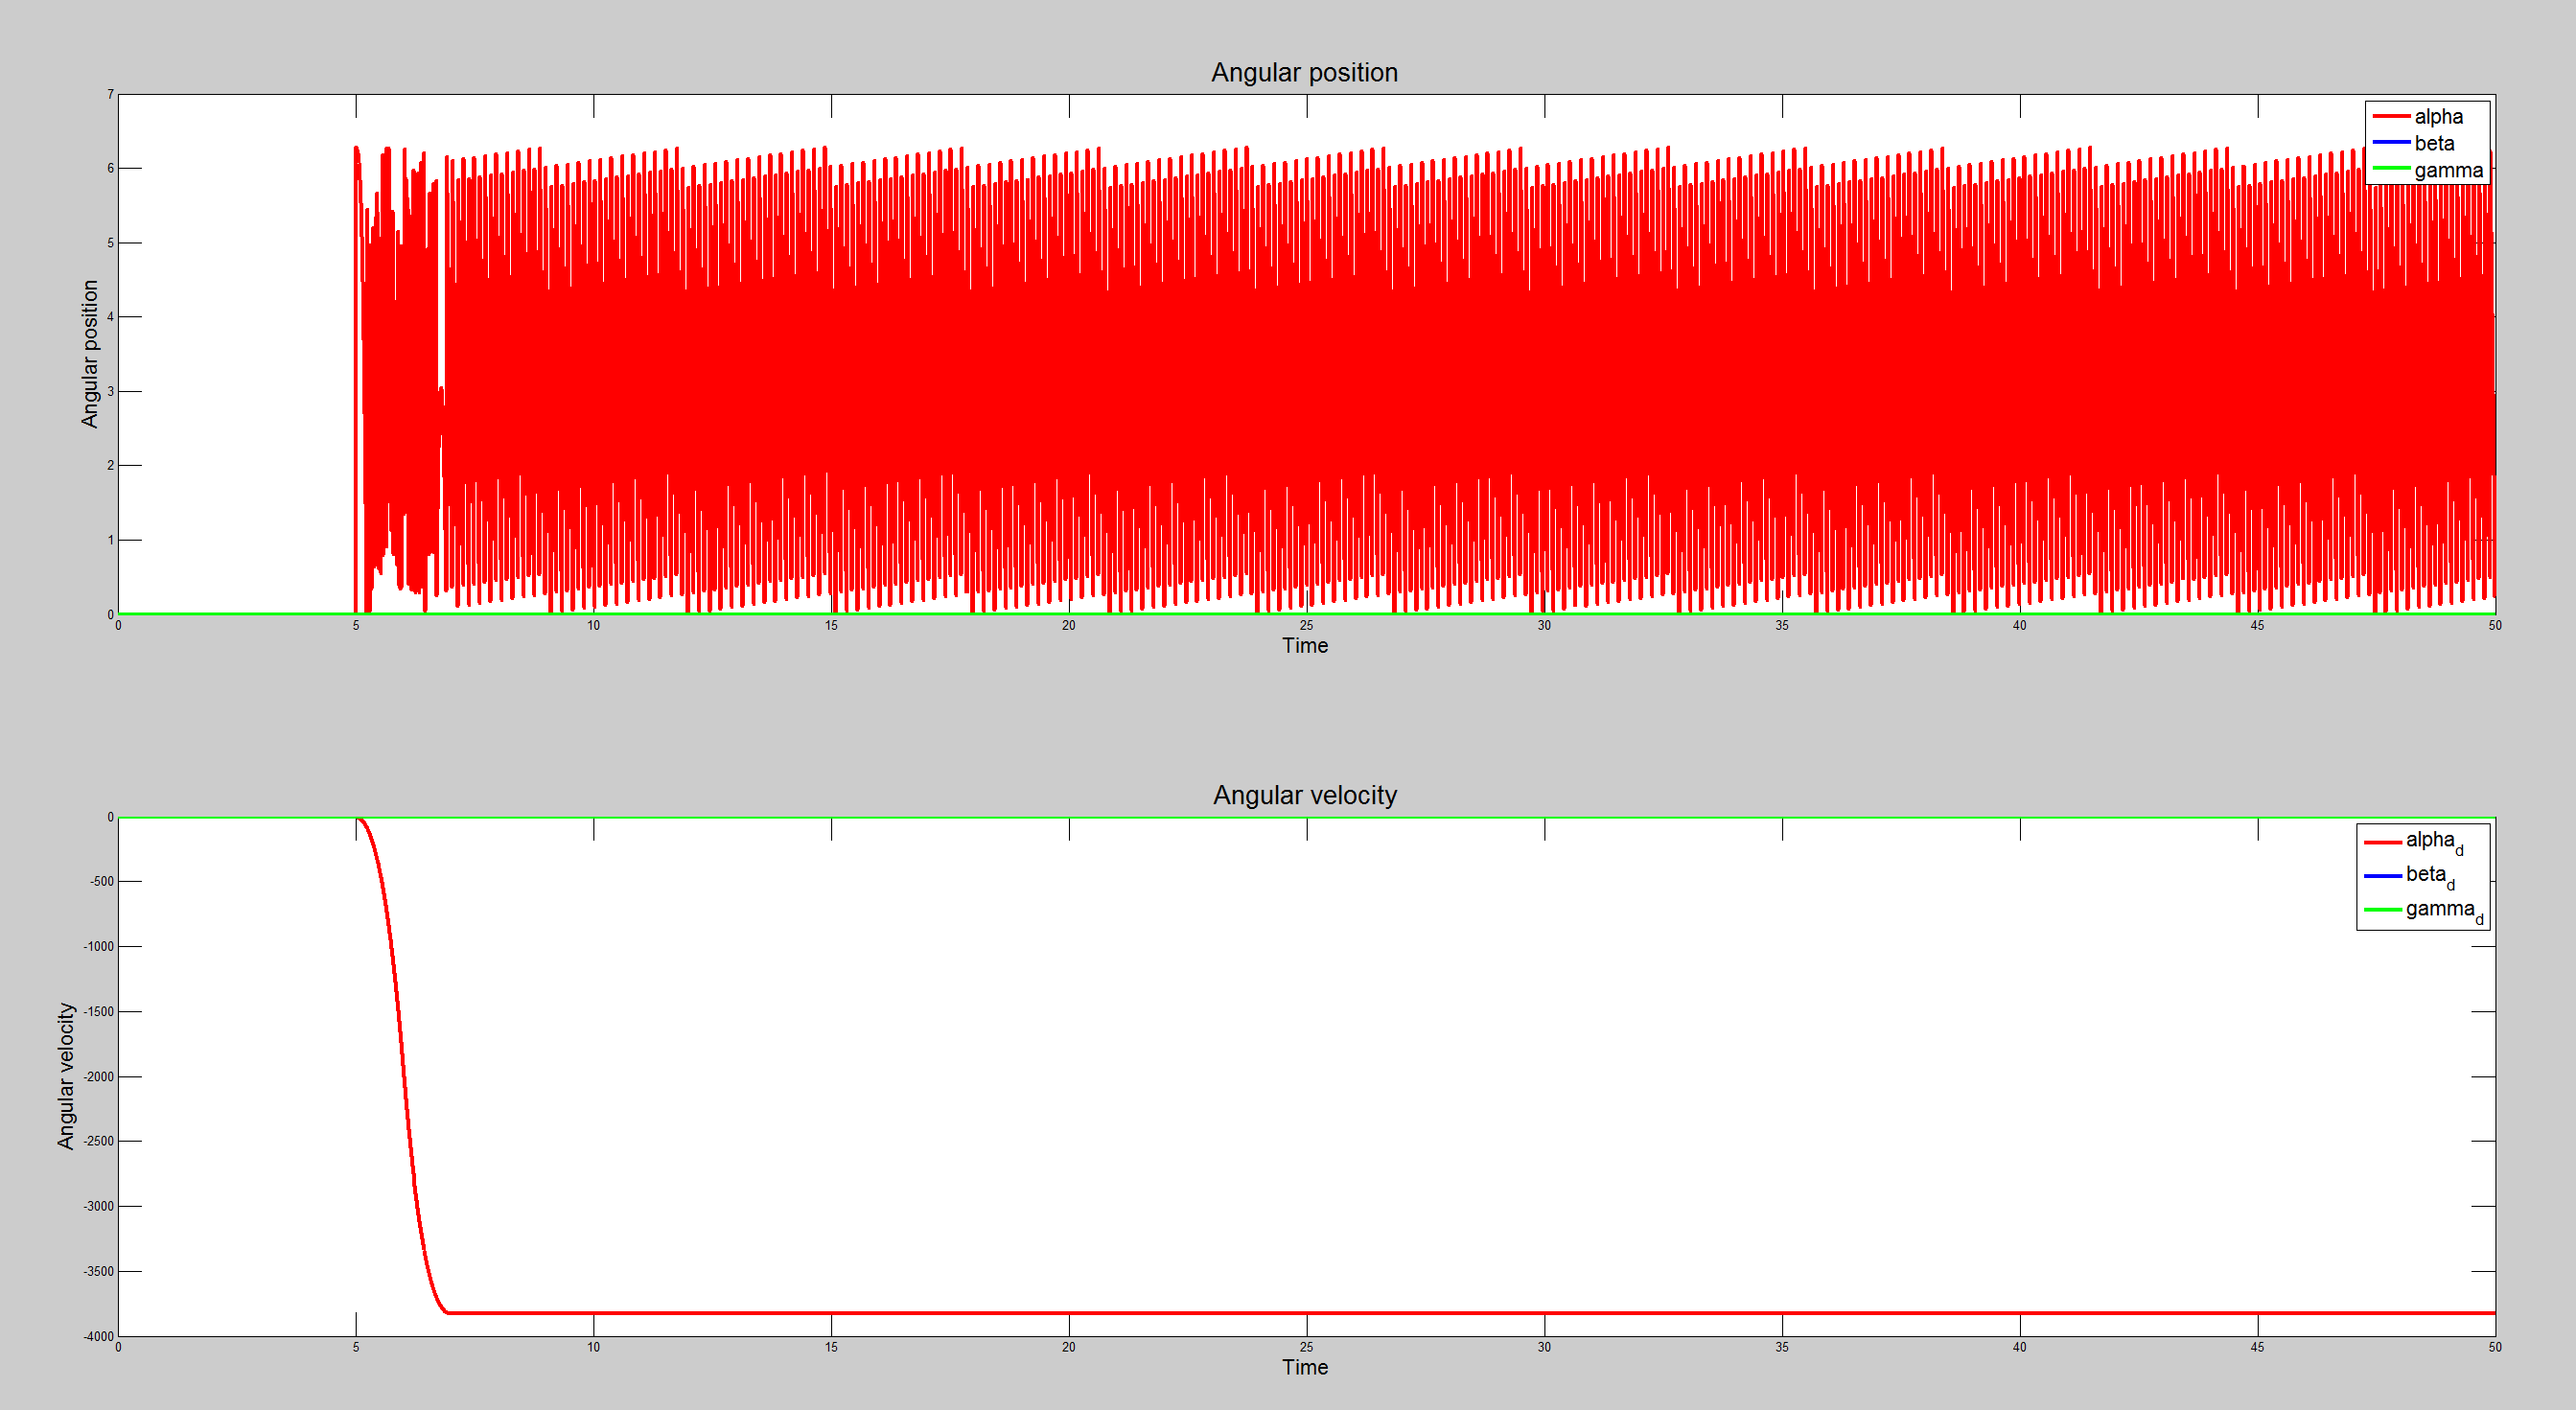 Angular position
7
6
5
4
3
2
1
0
Angular position
alpha
beta
gamma
0 5 10 15 20 25 30 35 40 45 50
Time
Angular velocity
0
-500
-1000
-1500
-2000
-2500
-3000
-3500
-4000
Angular velocity
alpha_d
beta_d
gamma_d
0 5 10 15 20 25 30 35 40 45 50
Time